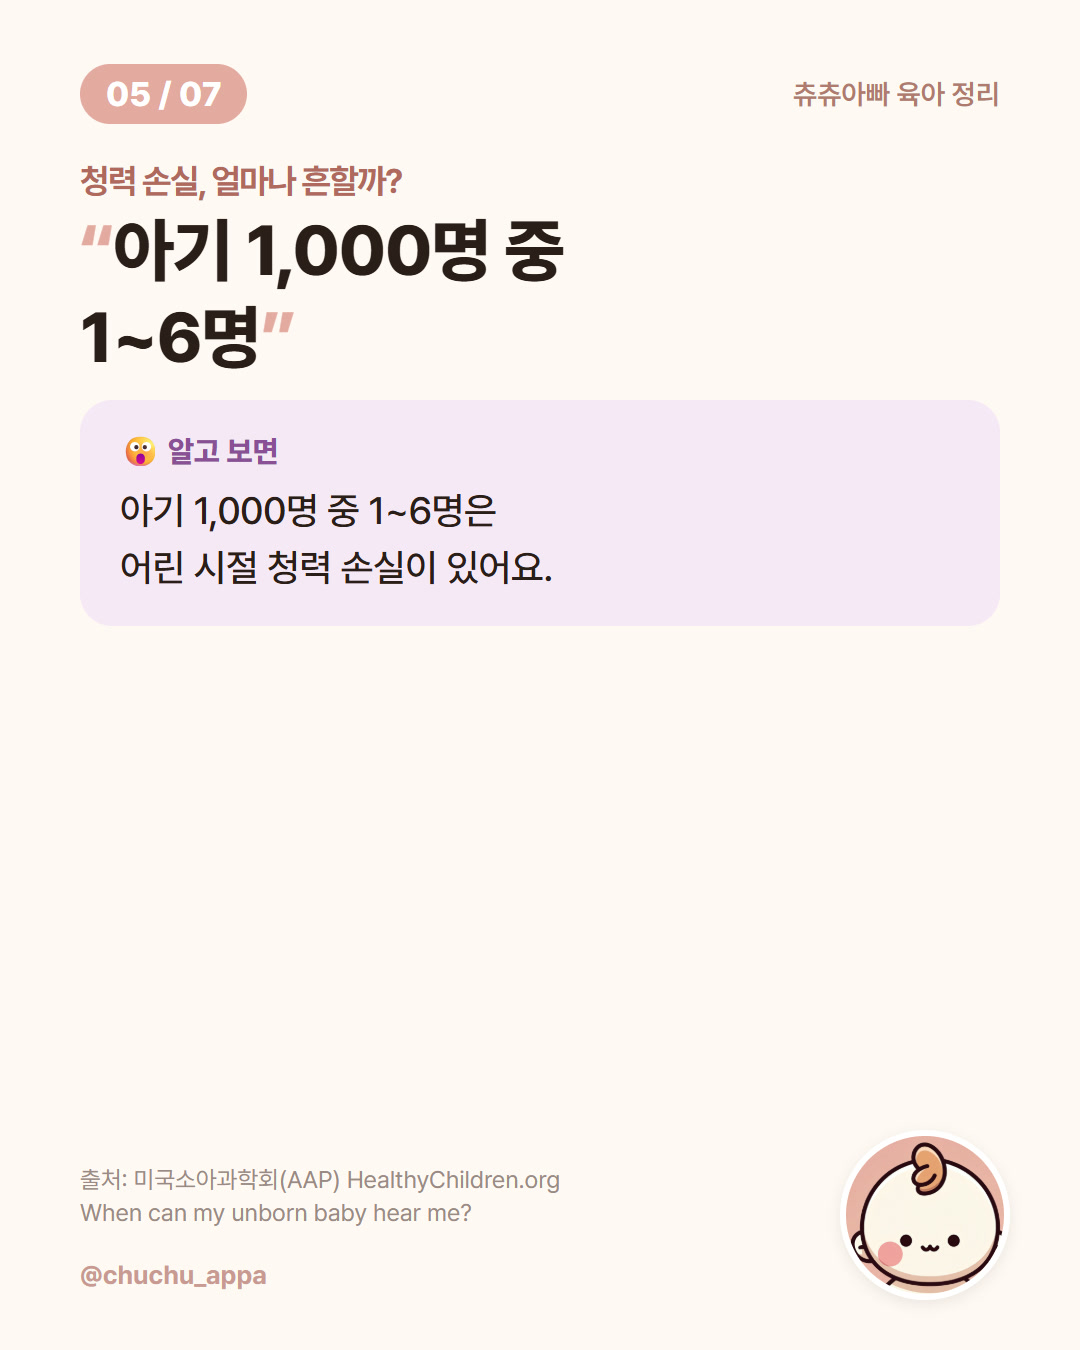 05 / 07
츄츄아빠 육아 정리
청력 손실, 얼마나 흔할까?
“아기 1,000명 중
1~6명”
알고 보면
아기 1,000명 중 1~6명은
어린 시절 청력 손실이 있어요.
출처: 미국소아과학회(AAP) HealthyChildren.org
When can my unborn baby hear me?
@chuchu_appa